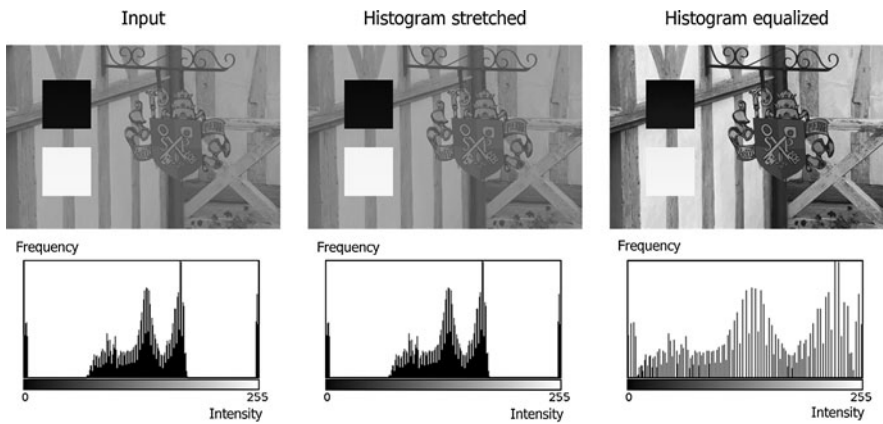 Input
Histogram stretched
Histogram equalized
Frequency
Frequency
Frequency
0
255
0
255
0
255
Intensity
Intensity
Intensity